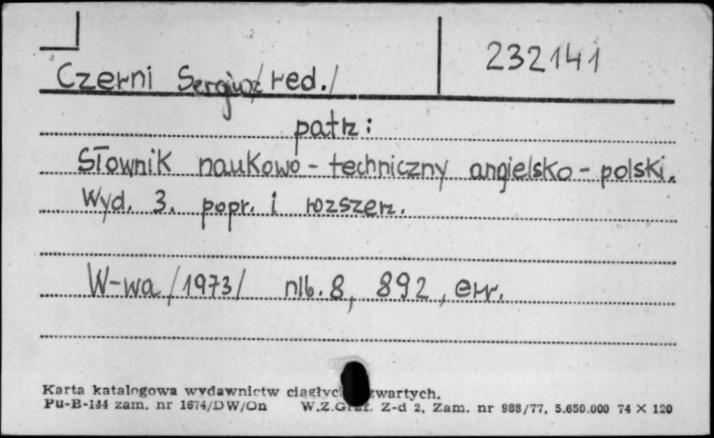 232141
Czerni Sergiusz /red./
patrz:
Słownik naukowo-techniczny angielsko-polski.
Wyd. 3. popr. i rozszerz.
W-wa /1973/ nlb. 8, 892, err.
Karta katalogowa wydawnictw ciągłych zwartych.
Pu-B-144 zam. nr 1674/DW/On W.Z.Graf. Z-d 2, Zam. nr 988/77, 5.650.000 74 × 120